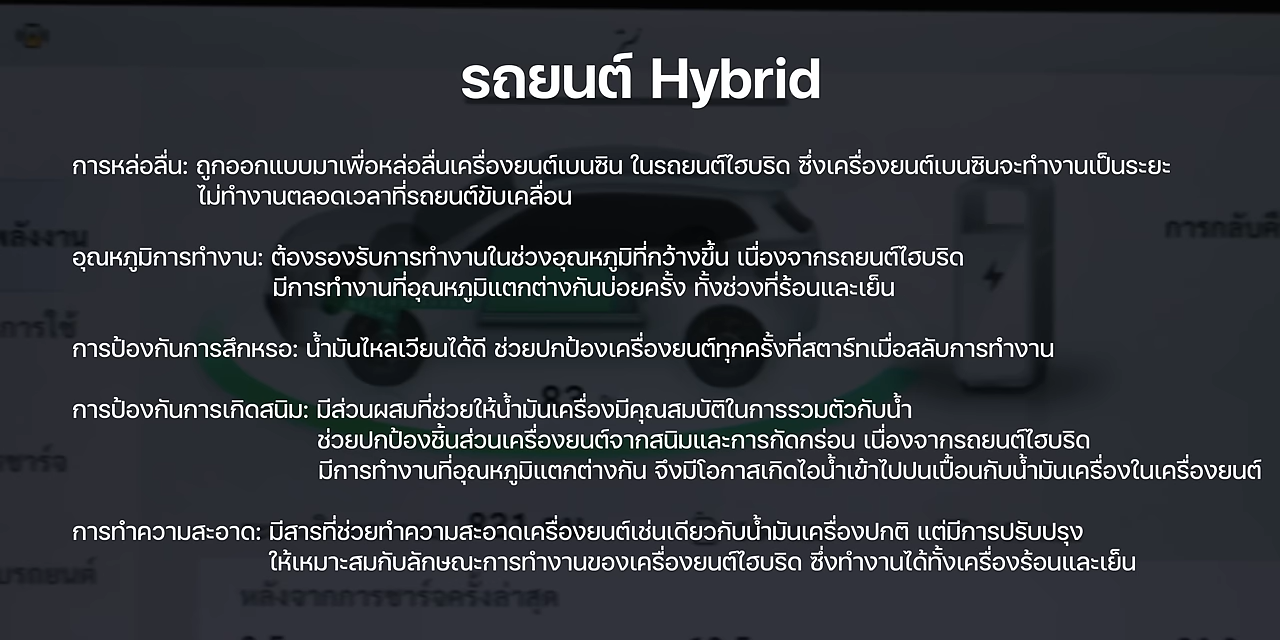 รถยนต์ Hybrid
การหล่อลื่น: ถูกออกแบบมาเพื่อหล่อลื่นเครื่องยนต์เบนซิน ในรถยนต์ไฮบริด ซึ่งเครื่องยนต์เบนซินจะทำงานเป็นระยะ
ไม่ทำงานตลอดเวลาที่รถยนต์ขับเคลื่อน
อุณหภูมิการทำงาน: ต้องรองรับการทำงานในช่วงอุณหภูมิที่กว้างขึ้น เนื่องจากรถยนต์ไฮบริด
มีการทำงานที่อุณหภูมิแตกต่างกันบ่อยครั้ง ทั้งช่วงที่ร้อนและเย็น
การป้องกันการสึกหรอ: น้ำมันไหลเวียนได้ดี ช่วยปกป้องเครื่องยนต์ทุกครั้งที่สตาร์ทเมื่อสลับการทำงาน
การป้องกันการเกิดสนิม: มีส่วนผสมที่ช่วยให้น้ำมันเครื่องมีคุณสมบัติในการรวมตัวกับน้ำ
ช่วยปกป้องชิ้นส่วนเครื่องยนต์จากสนิมและการกัดกร่อน เนื่องจากรถยนต์ไฮบริด
มีการทำงานที่อุณหภูมิแตกต่างกัน จึงมีโอกาสเกิดไอน้ำเข้าไปปนเปื้อนกับน้ำมันเครื่องในเครื่องยนต์
การทำความสะอาด: มีสารที่ช่วยทำความสะอาดเครื่องยนต์เช่นเดียวกับน้ำมันเครื่องปกติ แต่มีการปรับปรุง
ให้เหมาะสมกับลักษณะการทำงานของเครื่องยนต์ไฮบริด ซึ่งทำงานได้ทั้งเครื่องร้อนและเย็น
หลังจากการชาร์จครั้งล่าสุด